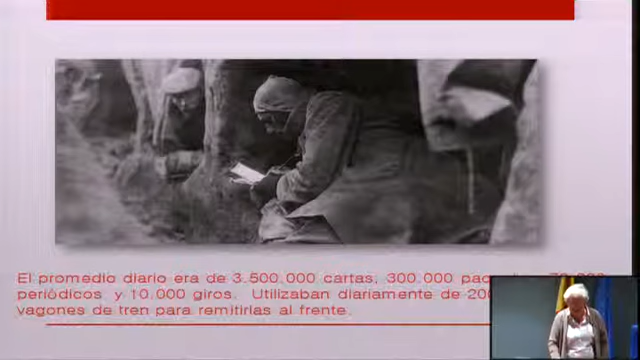 El promedio diario era de 3.500.000 cartas, 300.000
periódicos y 10.000 giros. Utilizaban diariamente de
vagones de tren para remitirlas al frente.